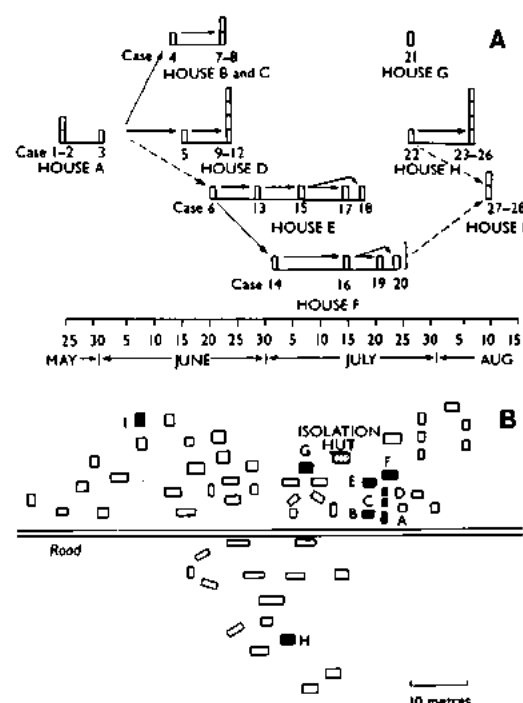 A
Case 4 7–8
HOUSE B and C
21
HOUSE G
Case 1–2 3
HOUSE A
5 9–12
HOUSE D
22 23–26
HOUSE H
Case 6 13 15 17 18
HOUSE E
27–28
HOUSE
Case 14 16 19 20
HOUSE F
25 30 5 10 15 20 25 30 5 10 15 20 25 30 5 10 15
MAY JUNE JULY AUG
B
I
ISOLATION
HUT
G
F
E
D
C
B
A
Road
H
10 metres